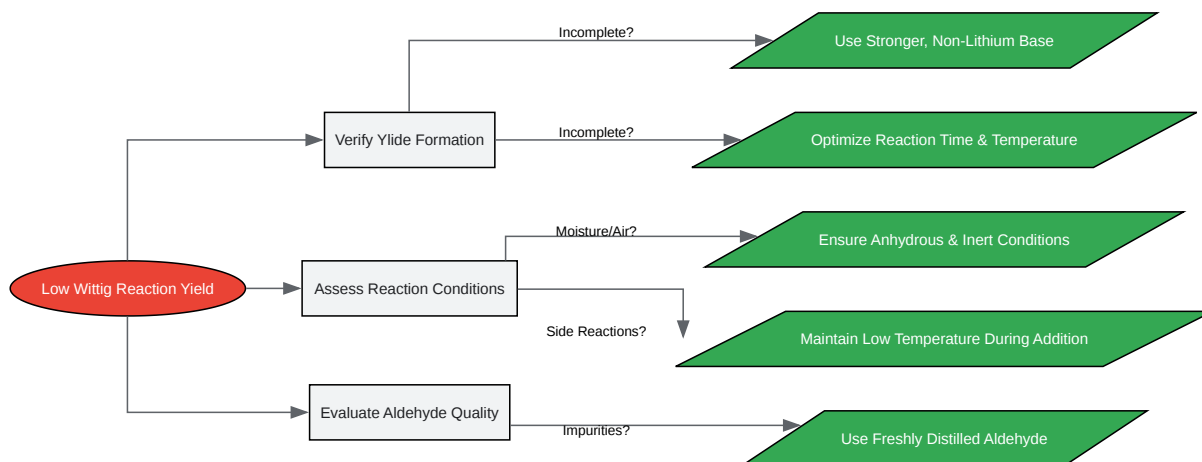 Incomplete?
Use Stronger, Non-Lithium Base
Verify Ylide Formation
Incomplete?
Optimize Reaction Time & Temperature
Moisture/Air?
Ensure Anhydrous & Inert Conditions
Low Wittig Reaction Yield
Assess Reaction Conditions
Side Reactions?
Maintain Low Temperature During Addition
Evaluate Aldehyde Quality
Impurities?
Use Freshly Distilled Aldehyde